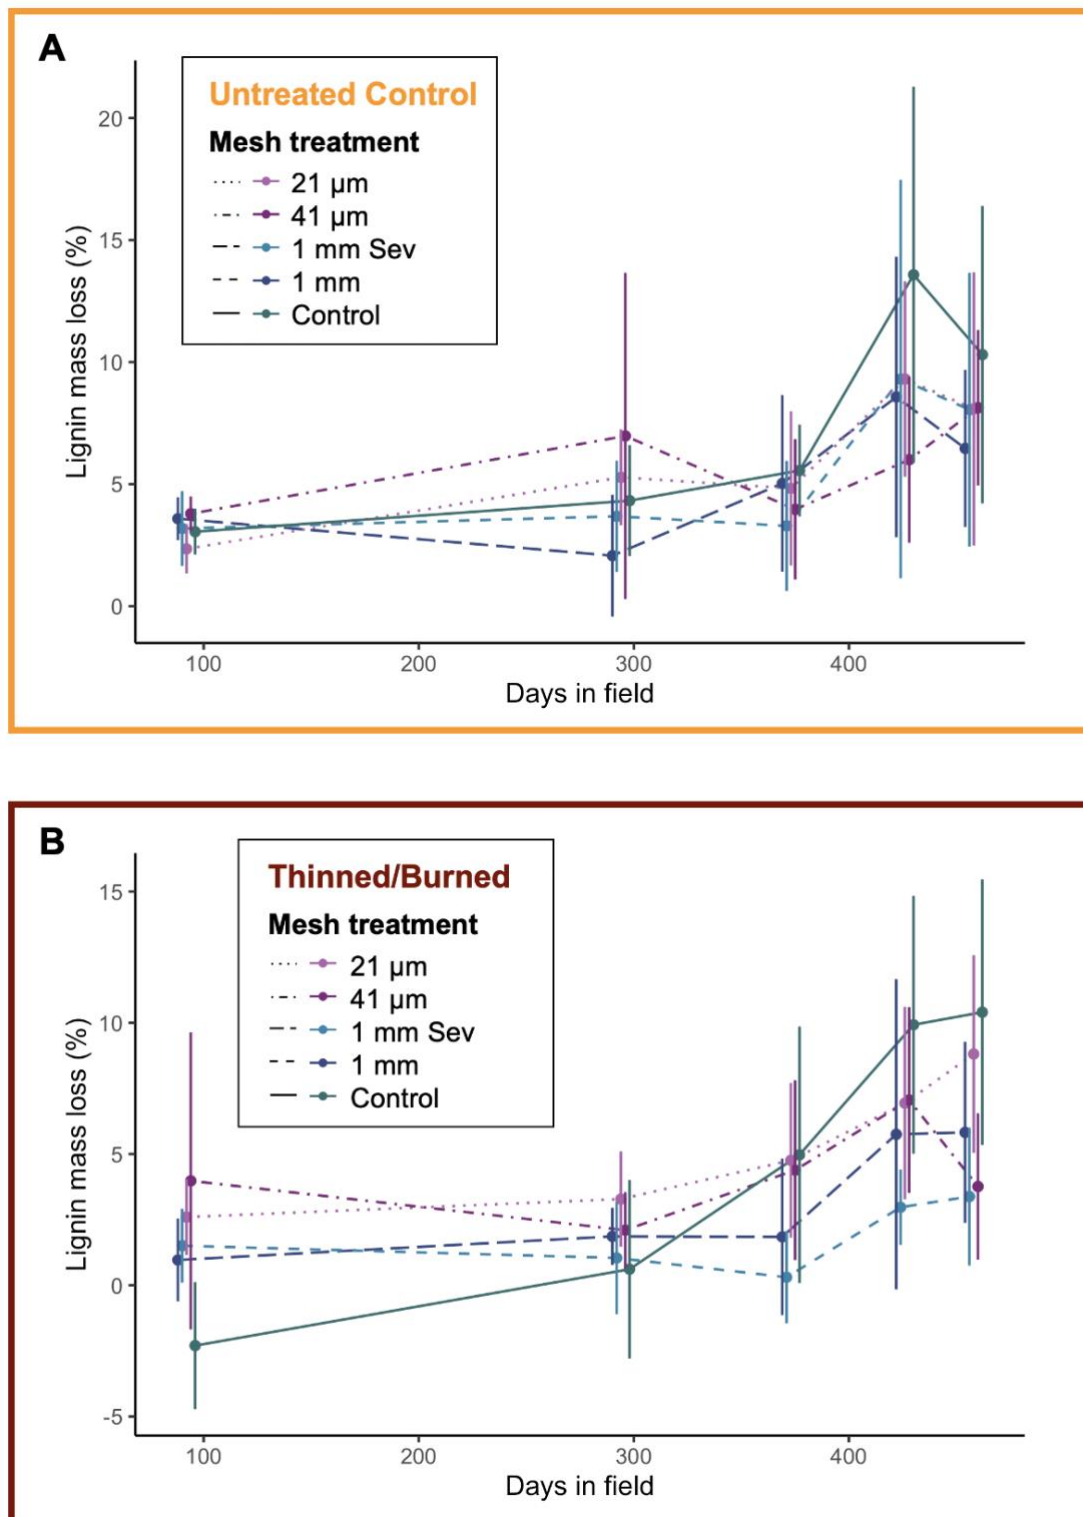 A
Untreated Control
Mesh treatment
21 µm
41 µm
1 mm Sev
1 mm
Control
Lignin mass loss (%)
20
15
10
5
0
100 200 300 400
Days in field
B
Thinned/Burned
Mesh treatment
21 µm
41 µm
1 mm Sev
1 mm
Control
Lignin mass loss (%)
15
10
5
0
-5
100 200 300 400
Days in field